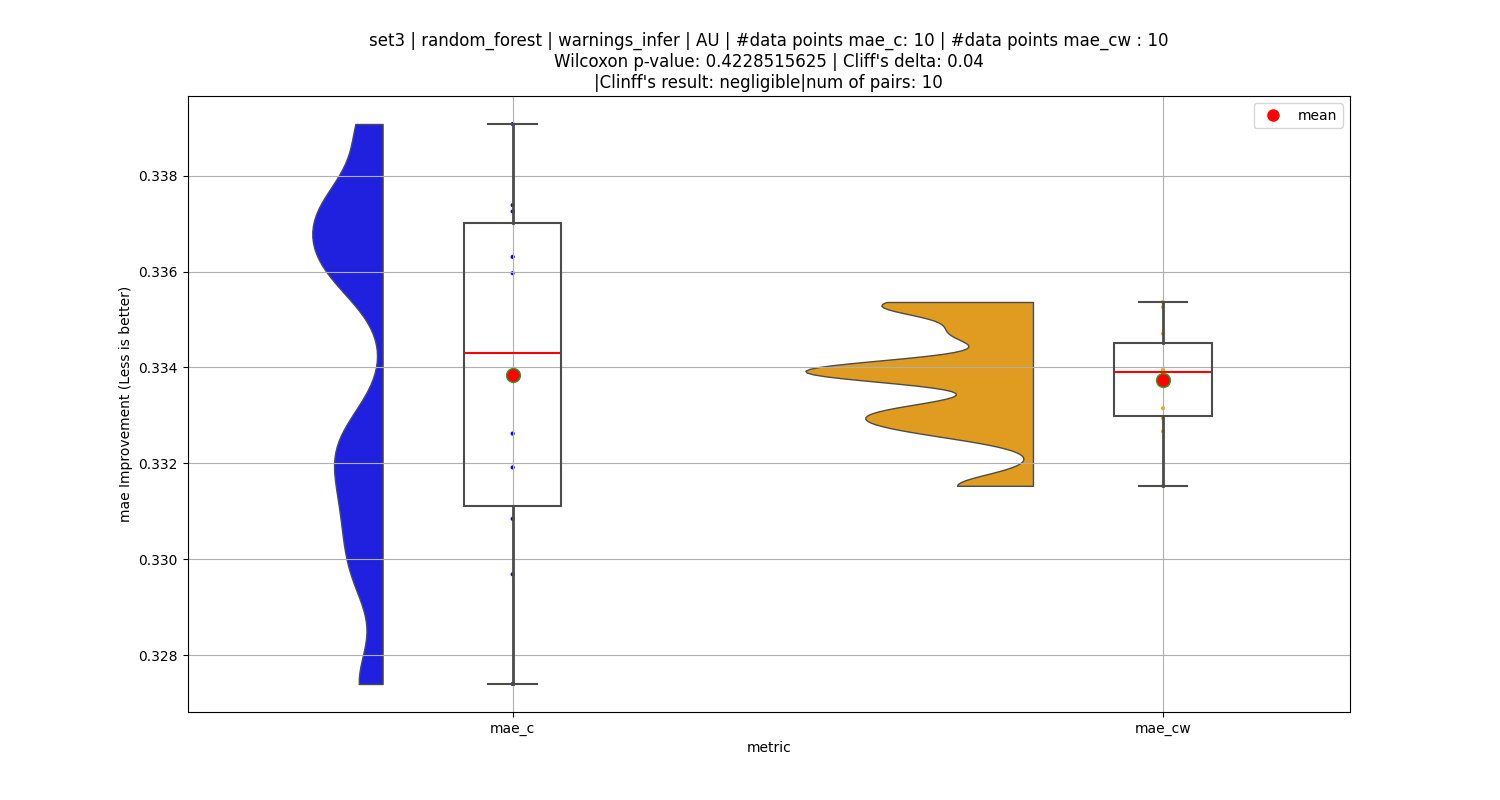 set3 | random_forest | warnings_infer | AU | #data points mae_c: 10 | #data points mae_cw : 10
Wilcoxon p-value: 0.4228515625 | Cliff's delta: 0.04
|Clinff's result: negligible|num of pairs: 10
mean
0.338
0.336
0.334
0.332
0.330
0.328
mae Improvement (Less is better)
mae_c
mae_cw
metric